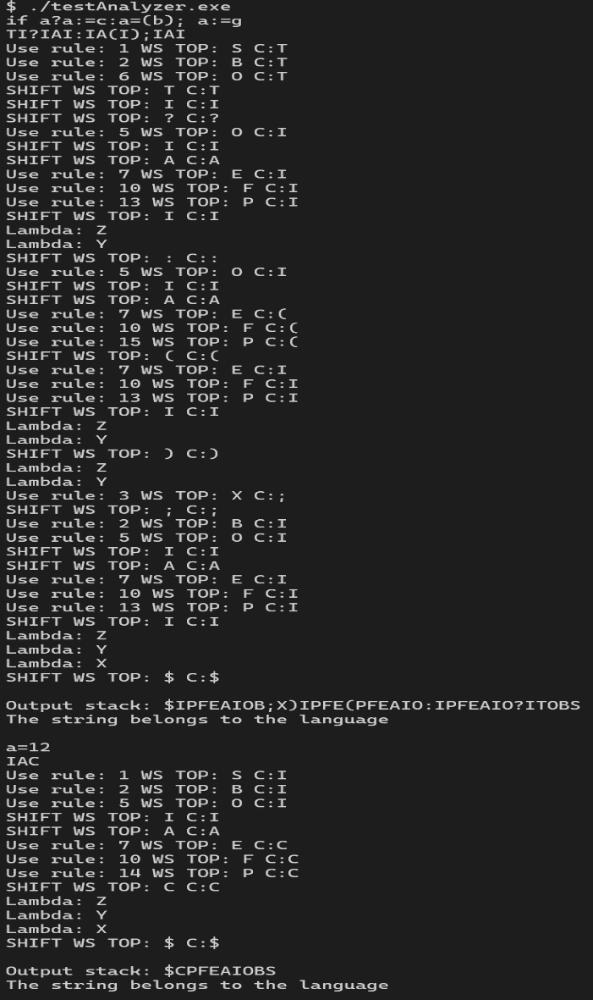 $ ./testAnalyzer.exe
if a?a:=c:a=(b); a:=g
TI?IAI:IA(I);IAI
Use rule: 1 WS TOP: S C:T
Use rule: 2 WS TOP: B C:T
Use rule: 6 WS TOP: O C:T
SHIFT WS TOP: T C:T
SHIFT WS TOP: I C:I
SHIFT WS TOP: ? C:?
Use rule: 5 WS TOP: O C:I
SHIFT WS TOP: I C:I
SHIFT WS TOP: A C:A
Use rule: 7 WS TOP: E C:I
Use rule: 10 WS TOP: F C:I
Use rule: 13 WS TOP: P C:I
SHIFT WS TOP: I C:I
Lambda: Z
Lambda: Y
SHIFT WS TOP: : C::
Use rule: 5 WS TOP: O C:I
SHIFT WS TOP: I C:I
SHIFT WS TOP: A C:A
Use rule: 7 WS TOP: E C:(
Use rule: 10 WS TOP: F C:(
Use rule: 15 WS TOP: P C:(
SHIFT WS TOP: ( C:(
Use rule: 7 WS TOP: E C:I
Use rule: 10 WS TOP: F C:I
Use rule: 13 WS TOP: P C:I
SHIFT WS TOP: I C:I
Lambda: Z
Lambda: Y
SHIFT WS TOP: ) C:)
Lambda: Z
Lambda: Y
Use rule: 3 WS TOP: X C:;
SHIFT WS TOP: ; C:;
Use rule: 2 WS TOP: B C:I
Use rule: 5 WS TOP: O C:I
SHIFT WS TOP: I C:I
SHIFT WS TOP: A C:A
Use rule: 7 WS TOP: E C:I
Use rule: 10 WS TOP: F C:I
Use rule: 13 WS TOP: P C:I
SHIFT WS TOP: I C:I
Lambda: Z
Lambda: Y
Lambda: X
SHIFT WS TOP: $ C:$
Output stack: $IPFEAIOB;X)IPFE(PFEAIO:IPFEAIO?ITOBS
The string belongs to the language
a=12
IAC
Use rule: 1 WS TOP: S C:I
Use rule: 2 WS TOP: B C:I
Use rule: 5 WS TOP: O C:I
SHIFT WS TOP: I C:I
SHIFT WS TOP: A C:A
Use rule: 7 WS TOP: E C:C
Use rule: 10 WS TOP: F C:C
Use rule: 14 WS TOP: P C:C
SHIFT WS TOP: C C:C
Lambda: Z
Lambda: Y
Lambda: X
SHIFT WS TOP: $ C:$
Output stack: $CPFEAIOBS
The string belongs to the language